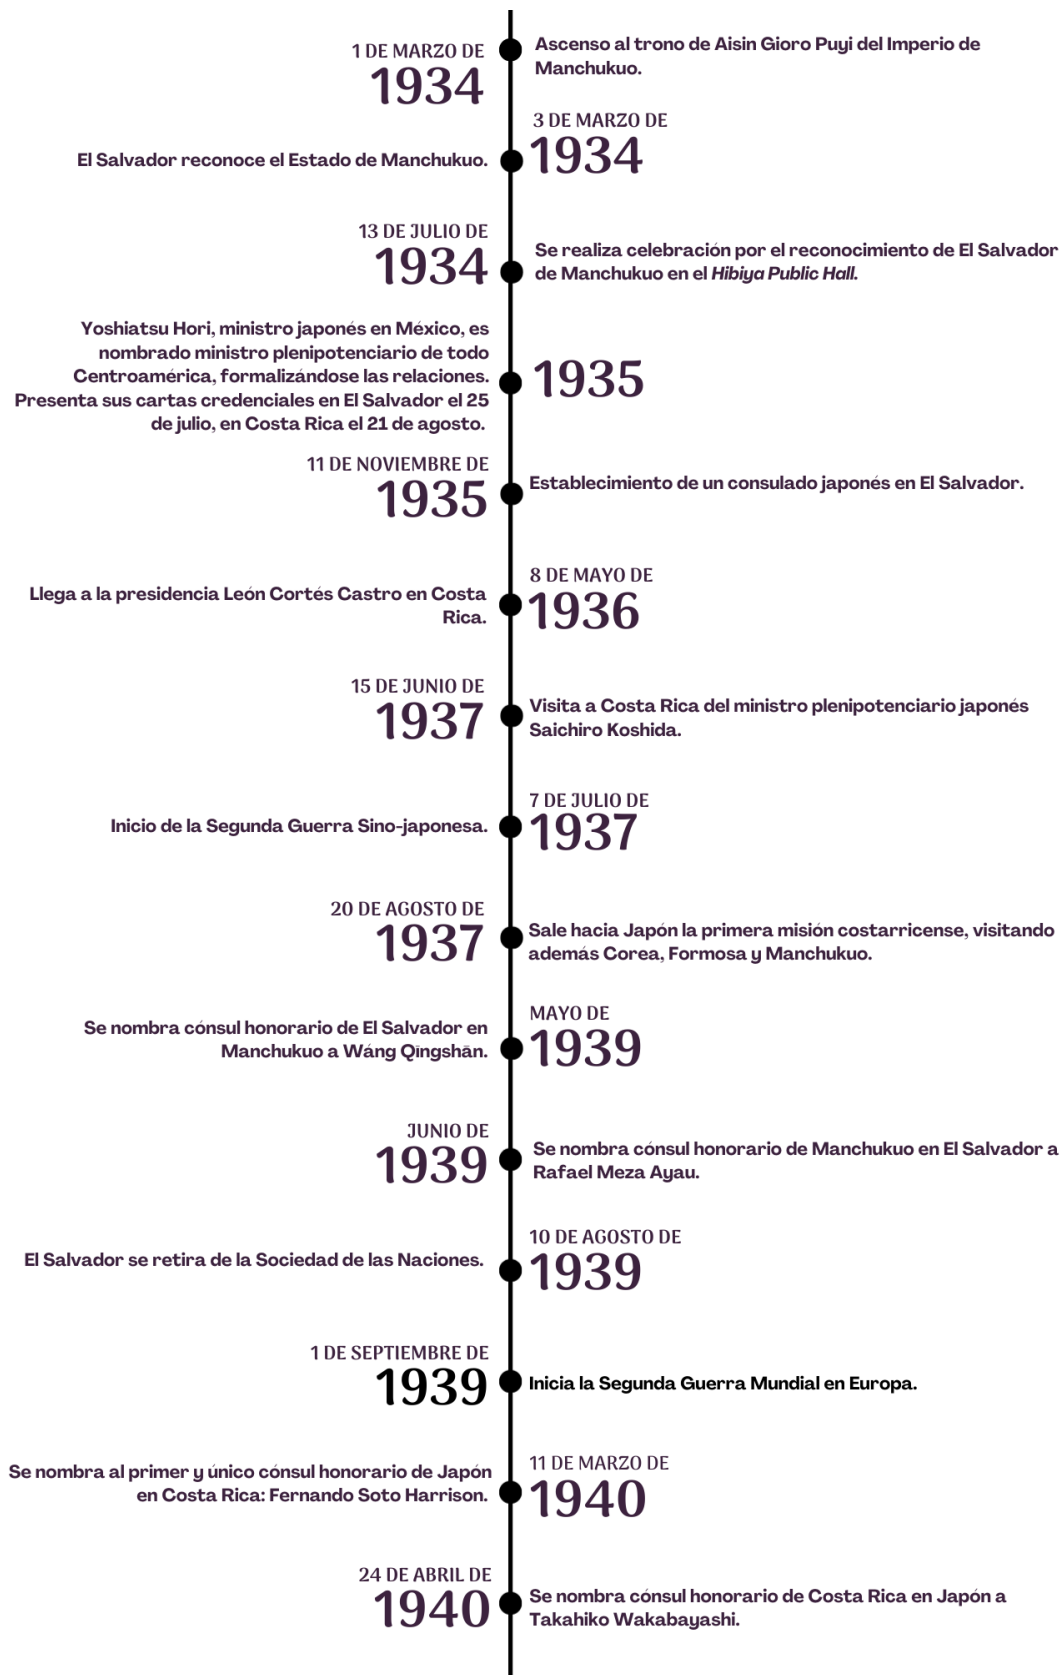 1 DE MARZO DE
1934
Ascenso al trono de Aisin Gioro Puyi del Imperio de
Manchukuo.
3 DE MARZO DE
1934
El Salvador reconoce el Estado de Manchukuo.
13 DE JULIO DE
1934
Se realiza celebración por el reconocimiento de El Salvador
de Manchukuo en el Hibiya Public Hall.
Yoshiatsu Hori, ministro japonés en México, es
nombrado ministro plenipotenciario de todo
Centroamérica, formalizándose las relaciones.
Presenta sus cartas credenciales en El Salvador el 25
de julio, en Costa Rica el 21 de agosto.
1935
11 DE NOVIEMBRE DE
1935
Establecimiento de un consulado japonés en El Salvador.
8 DE MAYO DE
1936
Llega a la presidencia León Cortés Castro en Costa
Rica.
15 DE JUNIO DE
1937
Visita a Costa Rica del ministro plenipotenciario japonés
Saichiro Koshida.
7 DE JULIO DE
1937
Inicio de la Segunda Guerra Sino-japonesa.
20 DE AGOSTO DE
1937
Sale hacia Japón la primera misión costarricense, visitando
además Corea, Formosa y Manchukuo.
MAYO DE
1939
Se nombra cónsul honorario de El Salvador en
Manchukuo a Wáng Qīngshān.
JUNIO DE
1939
Se nombra cónsul honorario de Manchukuo en El Salvador a
Rafael Meza Ayau.
10 DE AGOSTO DE
1939
El Salvador se retira de la Sociedad de las Naciones.
1 DE SEPTIEMBRE DE
1939
Inicia la Segunda Guerra Mundial en Europa.
11 DE MARZO DE
1940
Se nombra al primer y único cónsul honorario de Japón
en Costa Rica: Fernando Soto Harrison.
24 DE ABRIL DE
1940
Se nombra cónsul honorario de Costa Rica en Japón a
Takahiko Wakabayashi.